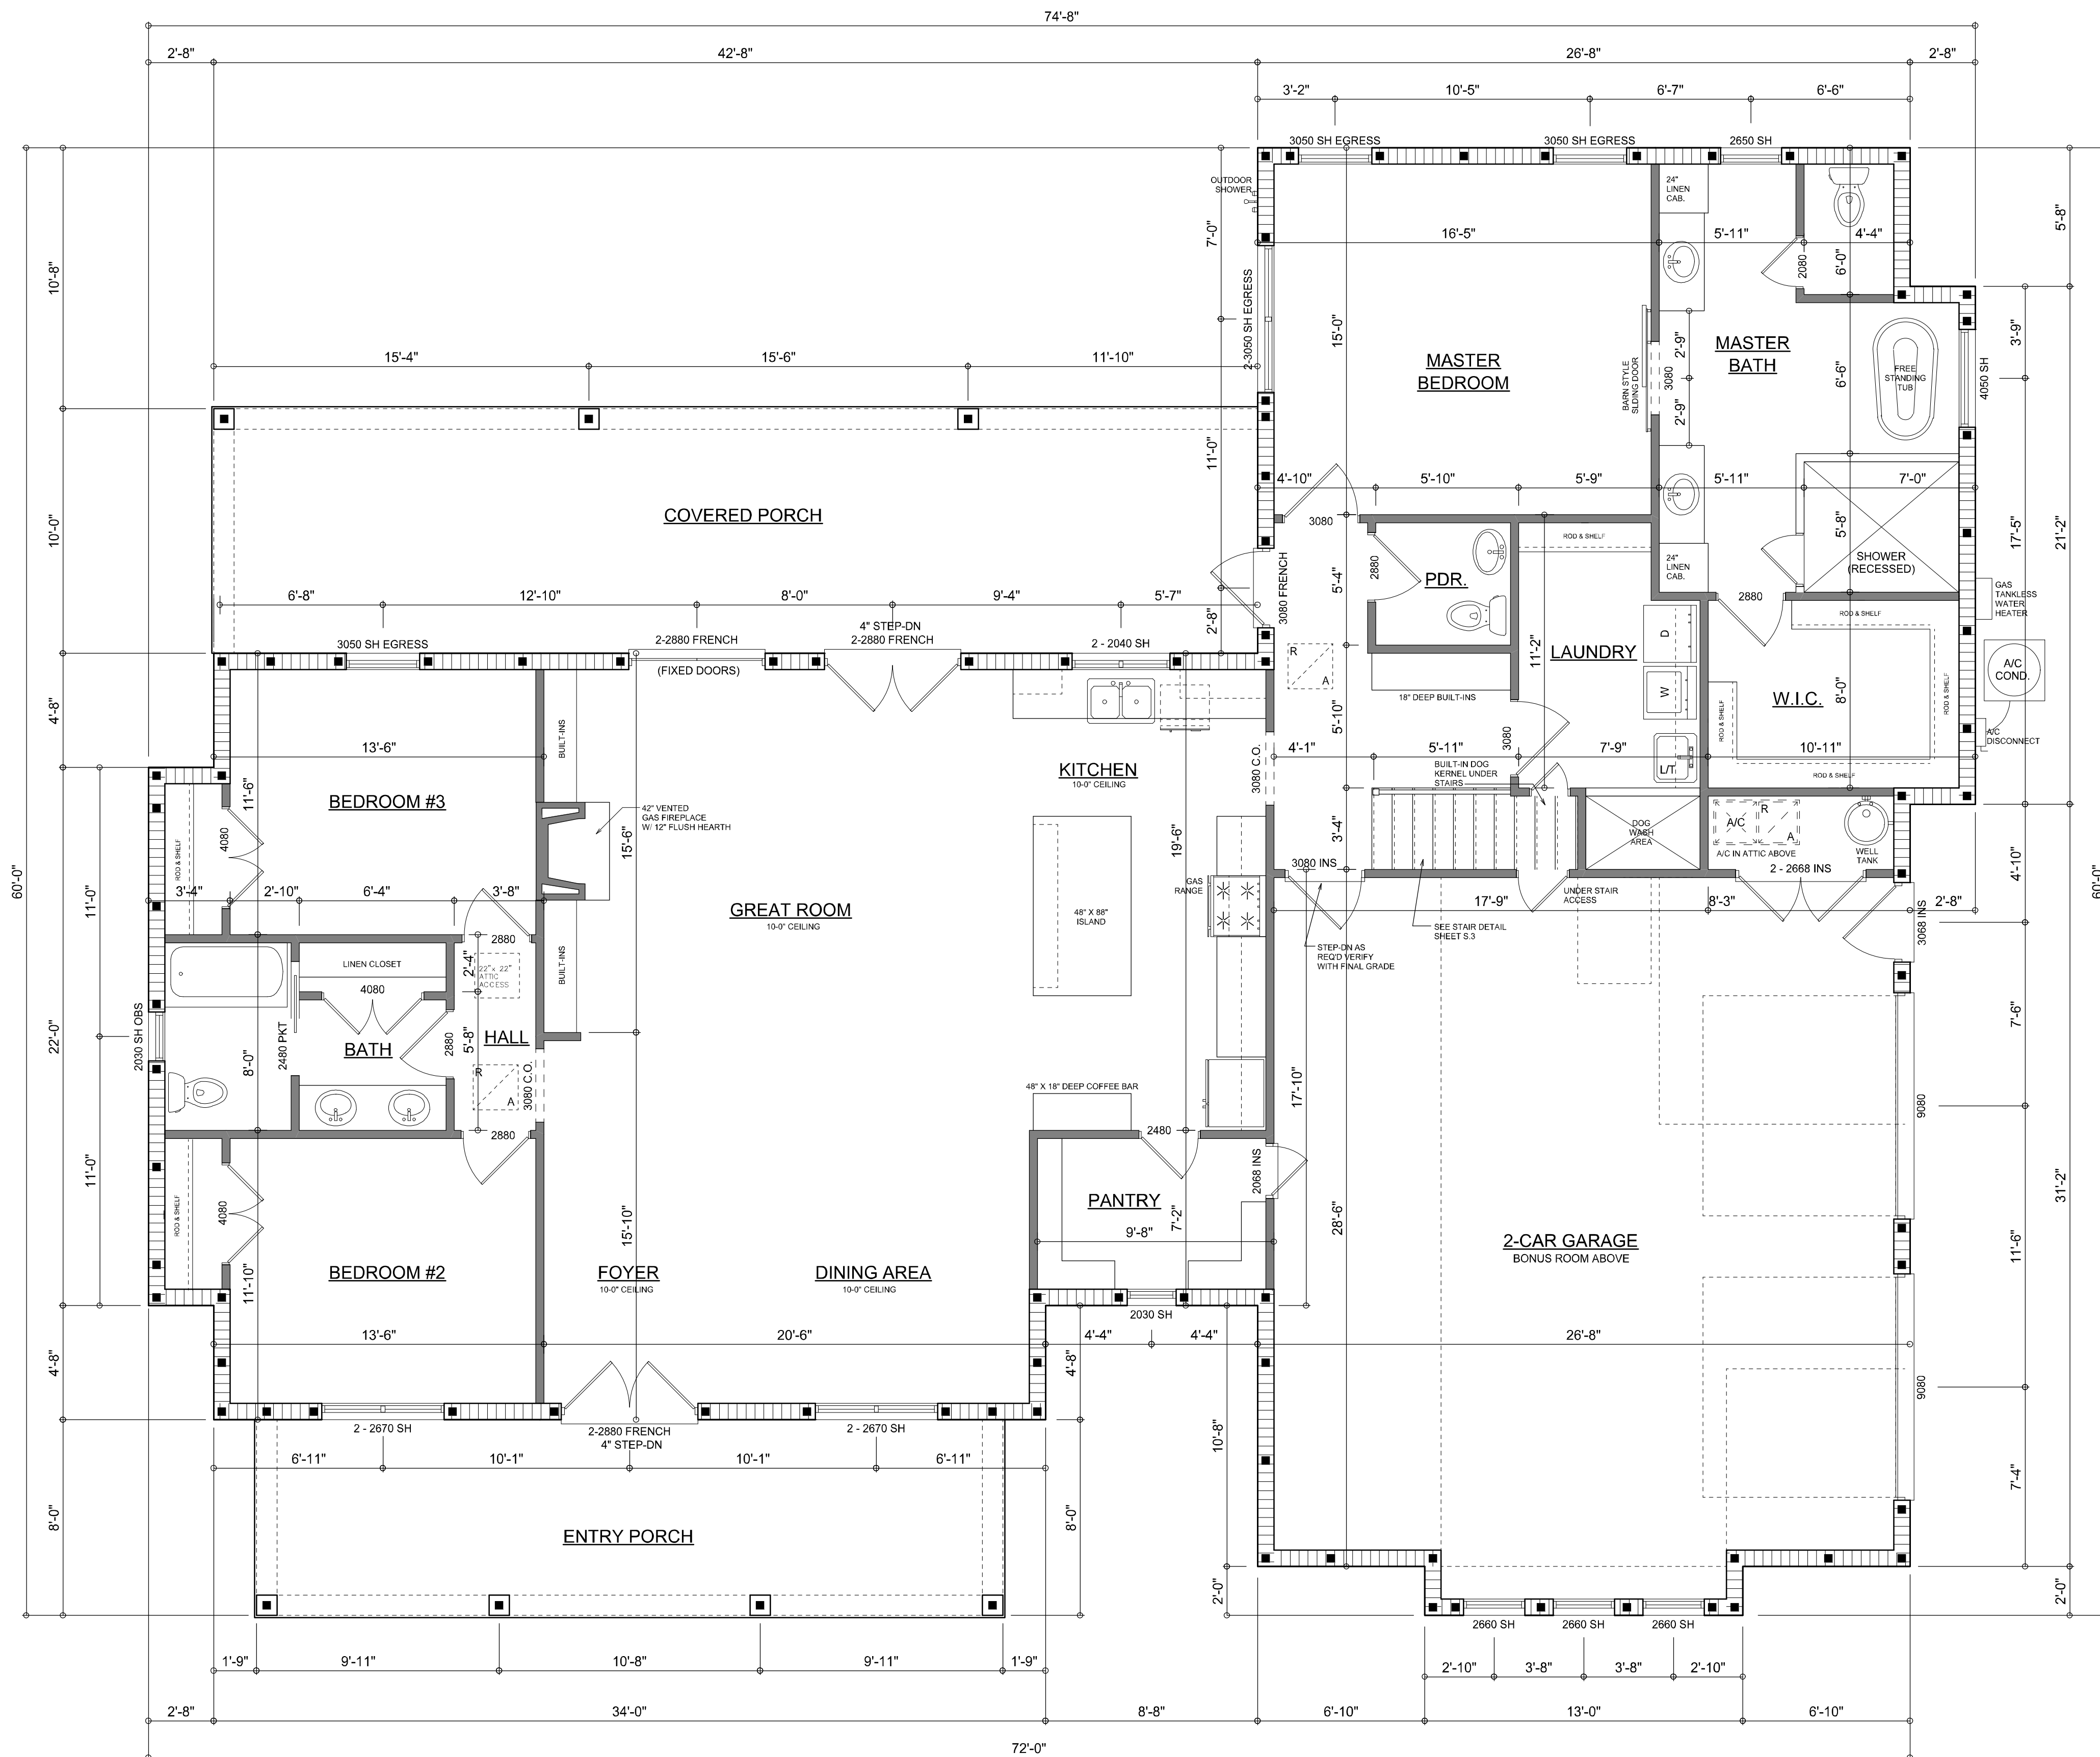 74'-8"
2'-8"
42'-8"
26'-8"
2'-8"
3'-2"
10'-5"
6'-7"
6'-6"
3050 SH EGRESS
3050 SH EGRESS
2650 SH
OUTDOOR
SHOWER
24"
LINEN
CAB.
7'-0"
5'-8"
16'-5"
5'-11"
4'-4"
6'-0"
2080
10'-8"
2-3050 SH EGRESS
15'-0"
3'-9"
15'-4"
15'-6"
11'-10"
MASTER
BEDROOM
BARN STYLE
SLDING DOOR
3080
2'-9"
2'-9"
MASTER
BATH
6'-6"
FREE
STANDING
TUB
4050 SH
11'-0"
4'-10"
5'-10"
5'-9"
5'-11"
7'-0"
COVERED PORCH
10'-0"
3080
ROD & SHELF
5'-8"
17'-5"
21'-2"
SHOWER
(RECESSED)
24"
LINEN
CAB.
2880
PDR.
5'-4"
3080 FRENCH
2'-8"
GAS
TANKLESS
WATER
HEATER
6'-8"
12'-10"
8'-0"
9'-4"
5'-7"
2880
ROD & SHELF
3050 SH EGRESS
2-2880 FRENCH
4" STEP-DN
2-2880 FRENCH
2 - 2040 SH
(FIXED DOORS)
R
A
D
11'-2"
LAUNDRY
18" DEEP BUILT-INS
W
W.I.C.
8'-0"
ROD & SHELF
ROD & SHELF
A/C
COND.
A/C
DISCONNECT
4'-8"
BUILT-INS
5'-10"
3080
13'-6"
4'-1"
5'-11"
7'-9"
10'-11"
KITCHEN
10-0" CEILING
3080 C.O.
BUILT-IN DOG
KERNEL UNDER
STAIRS
L/T
ROD & SHELF
BEDROOM #3
11'-6"
42" VENTED
GAS FIREPLACE
W/ 12" FLUSH HEARTH
15'-6"
19'-6"
3'-4"
DOG
WASH
AREA
A/C
R
A
A/C IN ATTIC ABOVE
WELL
TANK
4080
ROD & SHELF
3080 INS
2 - 2668 INS
4'-10"
60'-0"
60'-0"
11'-0"
3'-4"
2'-10"
6'-4"
3'-8"
GAS
RANGE
UNDER STAIR
ACCESS
17'-9"
8'-3"
2'-8"
3068 INS
GREAT ROOM
10-0" CEILING
48" X 88"
ISLAND
SEE STAIR DETAIL
SHEET S.3
STEP-DN AS
REQ'D VERIFY
WITH FINAL GRADE
2880
2'-4"
LINEN CLOSET
22"x 22"
ATTIC
ACCESS
BUILT-INS
4080
22'-0"
2030 SH OBS
8'-0"
2480 PKT
BATH
2880
5'-8"
HALL
R
A
3080 C.O.
7'-6"
17'-10"
48" X 18" DEEP COFFEE BAR
9080
2880
2480
2068 INS
11'-0"
4080
ROD & SHELF
PANTRY
7'-2"
9'-8"
15'-10"
28'-6"
31'-2"
2-CAR GARAGE
BONUS ROOM ABOVE
11'-6"
BEDROOM #2
11'-10"
FOYER
10-0" CEILING
DINING AREA
10-0" CEILING
2030 SH
13'-6"
20'-6"
4'-4"
4'-4"
26'-8"
4'-8"
4'-8"
9080
2 - 2670 SH
2-2880 FRENCH
4" STEP-DN
2 - 2670 SH
10'-8"
6'-11"
10'-1"
10'-1"
6'-11"
7'-4"
8'-0"
8'-0"
ENTRY PORCH
2'-0"
2'-0"
2660 SH
2660 SH
2660 SH
1'-9"
9'-11"
10'-8"
9'-11"
1'-9"
2'-10"
3'-8"
3'-8"
2'-10"
2'-8"
34'-0"
8'-8"
6'-10"
13'-0"
6'-10"
72'-0"